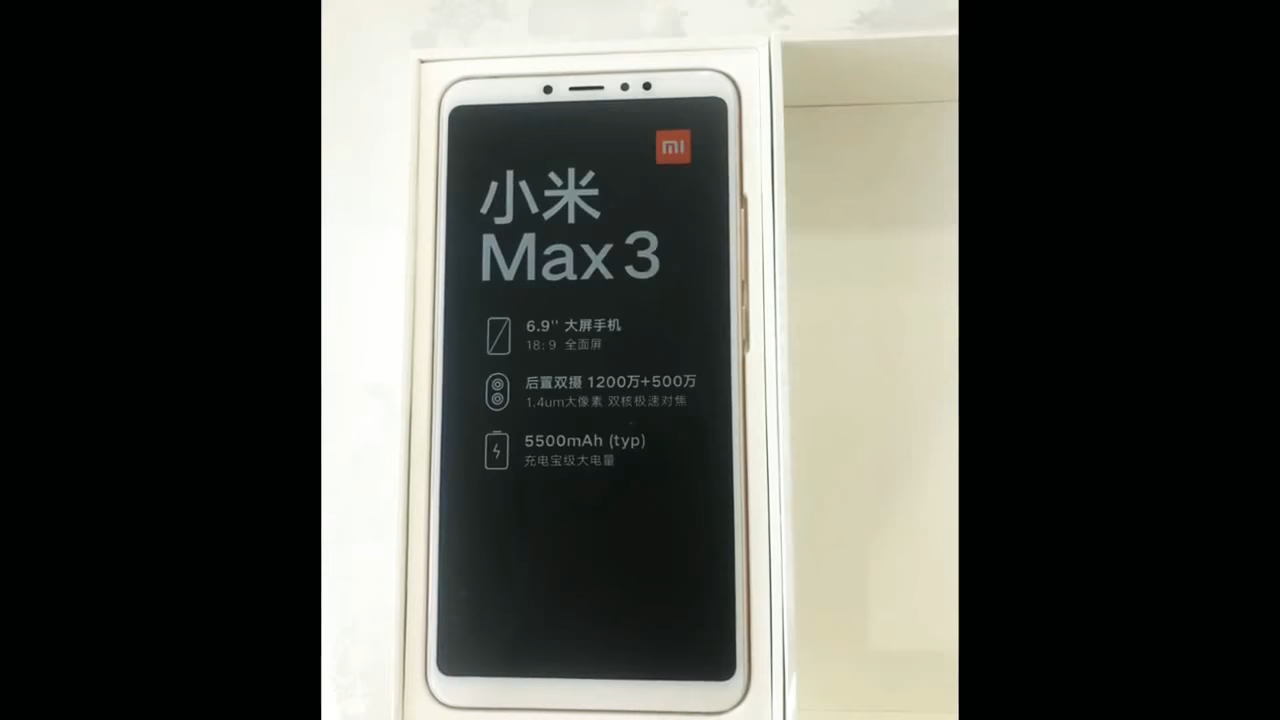 mi
小米
Max 3
6.9'' 大屏手机
18:9 全面屏
后置双摄 1200万+500万
1.4um大像素 双核极速对焦
5500mAh (typ)
充电宝级大电量